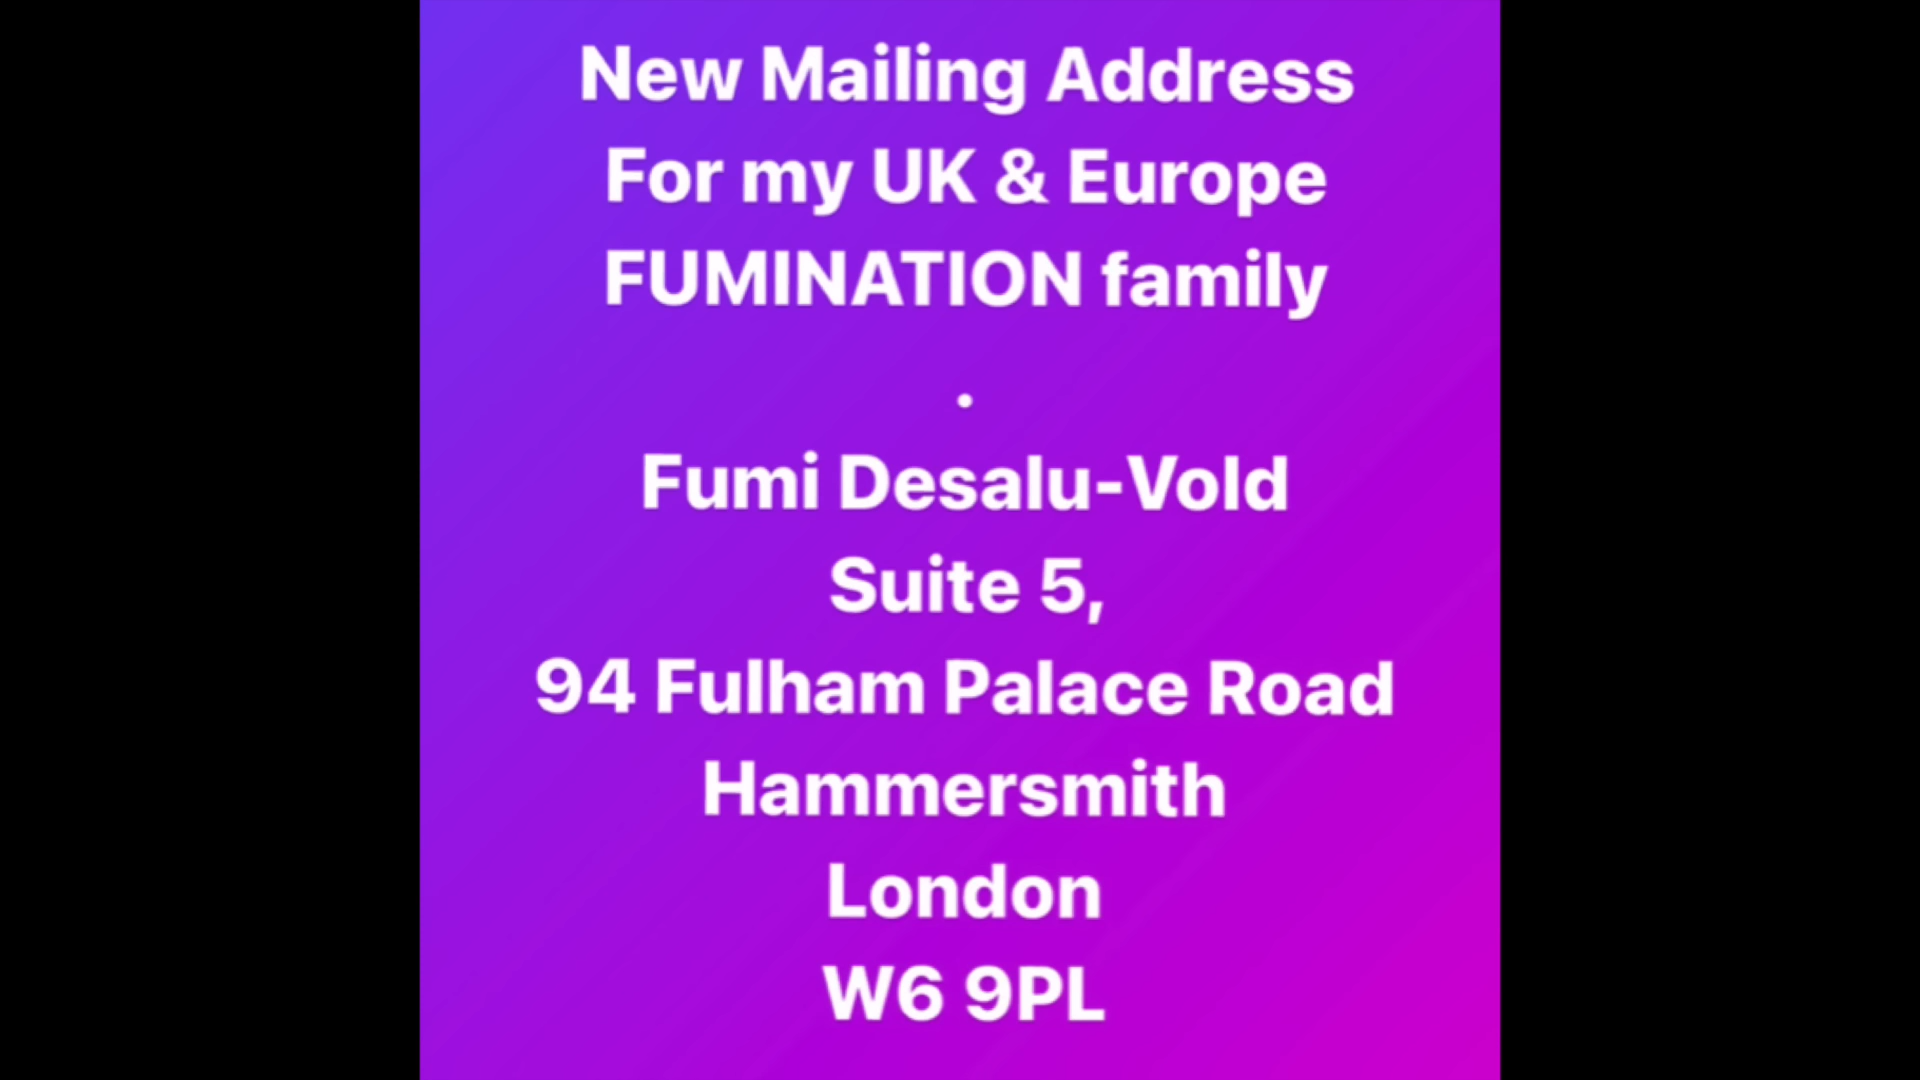 New Mailing Address
For my UK & Europe
FUMINATION family
.
Fumi Desalu-Vold
Suite 5,
94 Fulham Palace Road
Hammersmith
London
W6 9PL